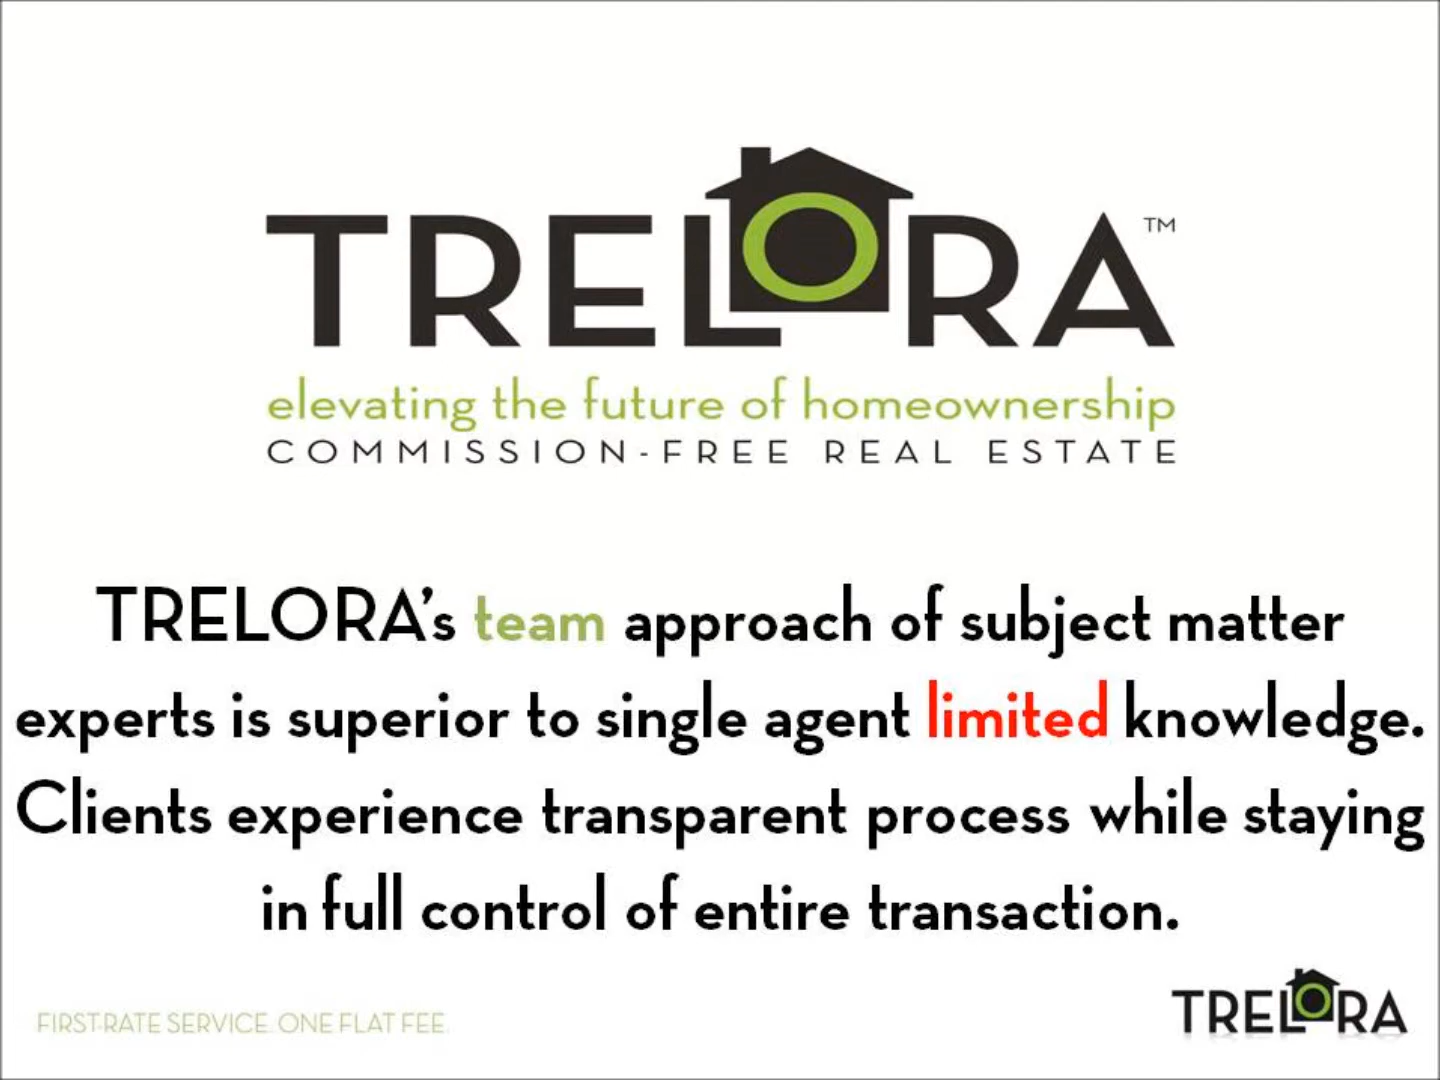 TRELORA™
elevating the future of homeownership
COMMISSION-FREE REAL ESTATE
TRELORA's team approach of subject matter
experts is superior to single agent limited knowledge.
Clients experience transparent process while staying
in full control of entire transaction.
FIRST-RATE SERVICE. ONE FLAT FEE.
TRELORA